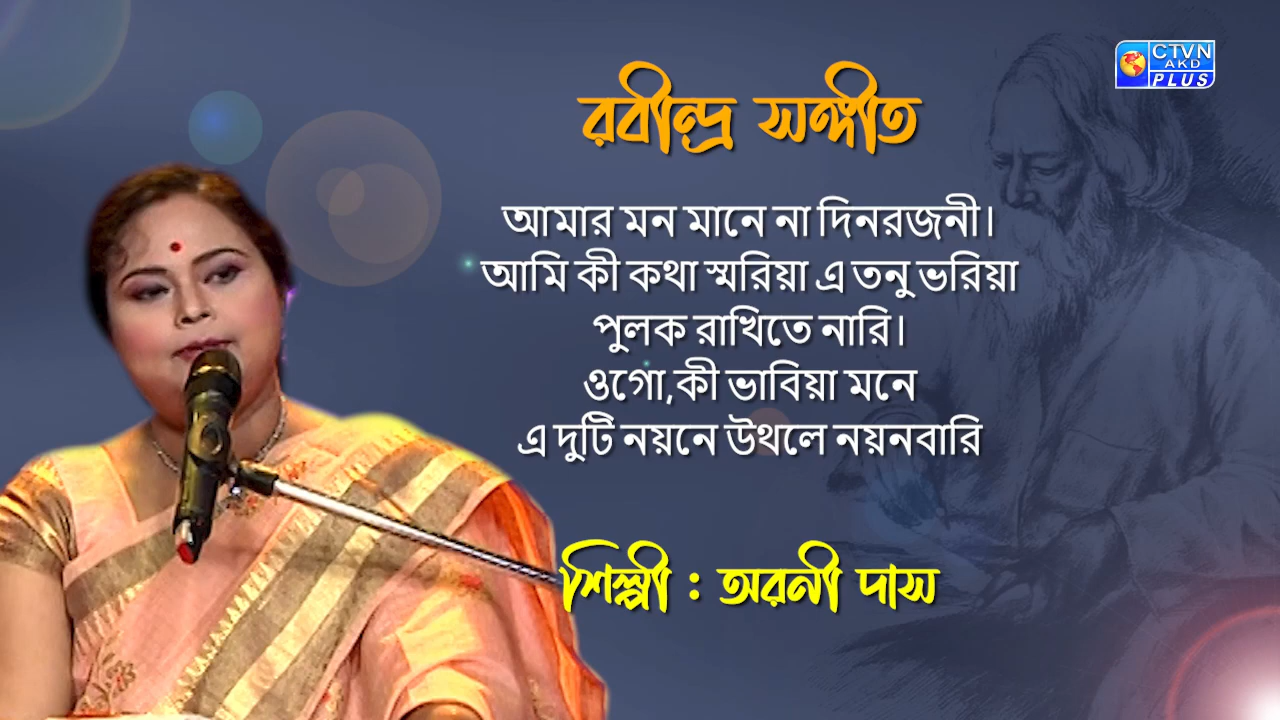 CTVN
AKD
PLUS
রবীন্দ্র সঙ্গীত
আমার মন মানে না দিনরজনী।
আমি কী কথা স্মরিয়া এ তনু ভরিয়া
পুলক রাখিতে নারি।
ওগো,কী ভাবিয়া মনে
এ দুটি নয়নে উথলে নয়নবারি
শিল্পী : অরনী দাস